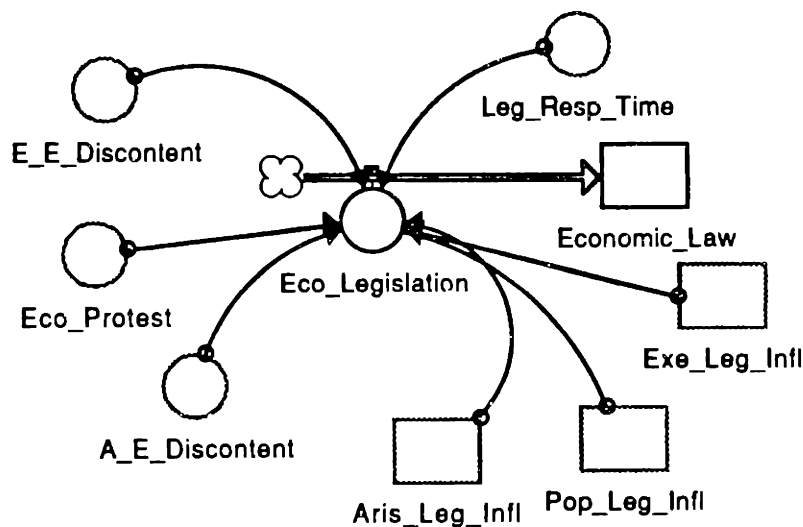 Leg_Resp_Time
E_E_Discontent
Economic_Law
Eco_Legislation
Eco_Protest
Exe_Leg_Infl
A_E_Discontent
Aris_Leg_Infl
Pop_Leg_Infl